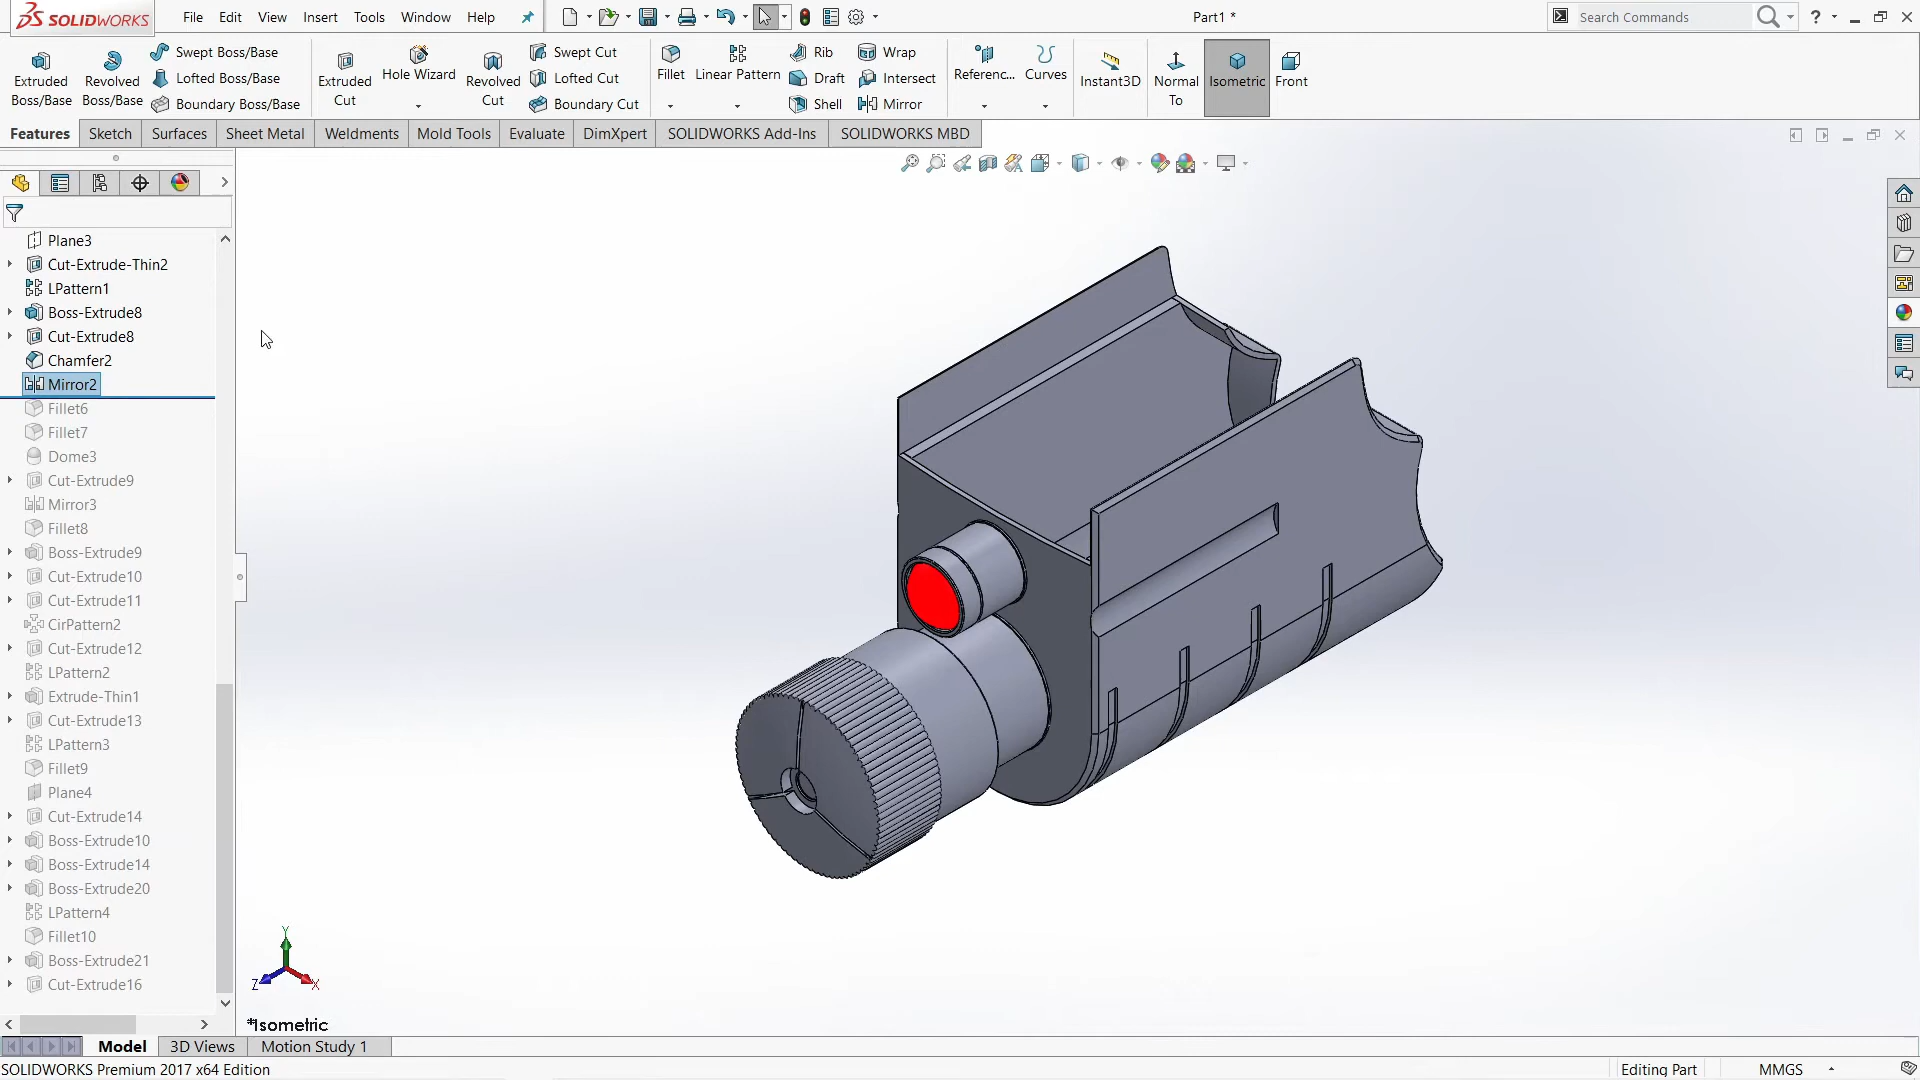 SOLIDWORKS
File Edit View Insert Tools Window Help
Part1 *
Search Commands
Extruded Boss/Base
Revolved Boss/Base
Swept Boss/Base
Lofted Boss/Base
Boundary Boss/Base
Extruded Cut
Hole Wizard
Revolved Cut
Swept Cut
Lofted Cut
Boundary Cut
Fillet
Linear Pattern
Rib
Draft
Shell
Wrap
Intersect
Mirror
Referenc...
Curves
Instant3D
Normal To
Isometric
Front
Features Sketch Surfaces Sheet Metal Weldments Mold Tools Evaluate DimXpert SOLIDWORKS Add-Ins SOLIDWORKS MBD
Plane3
Cut-Extrude-Thin2
LPattern1
Boss-Extrude8
Cut-Extrude8
Chamfer2
Mirror2
Fillet6
Fillet7
Dome3
Cut-Extrude9
Mirror3
Fillet8
Boss-Extrude9
Cut-Extrude10
Cut-Extrude11
CirPattern2
Cut-Extrude12
LPattern2
Extrude-Thin1
Cut-Extrude13
LPattern3
Fillet9
Plane4
Cut-Extrude14
Boss-Extrude10
Boss-Extrude14
Boss-Extrude20
LPattern4
Fillet10
Boss-Extrude21
Cut-Extrude16
Y
Z
X
*Isometric
Model 3D Views Motion Study 1
SOLIDWORKS Premium 2017 x64 Edition
Editing Part MMGS